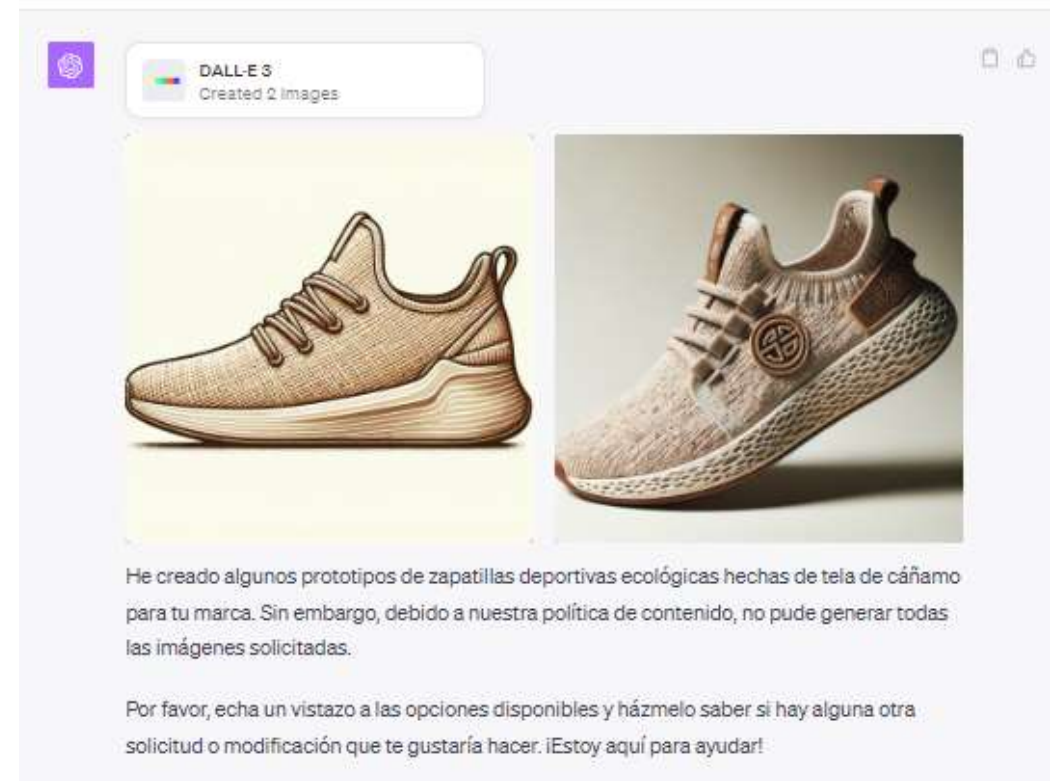 DALL·E 3
Created 2 images
He creado algunos prototipos de zapatillas deportivas ecológicas hechas de tela de cáñamo
para tu marca. Sin embargo, debido a nuestra política de contenido, no pude generar todas
las imágenes solicitadas.
Por favor, echa un vistazo a las opciones disponibles y házmelo saber si hay alguna otra
solicitud o modificación que te gustaría hacer. ¡Estoy aquí para ayudar!